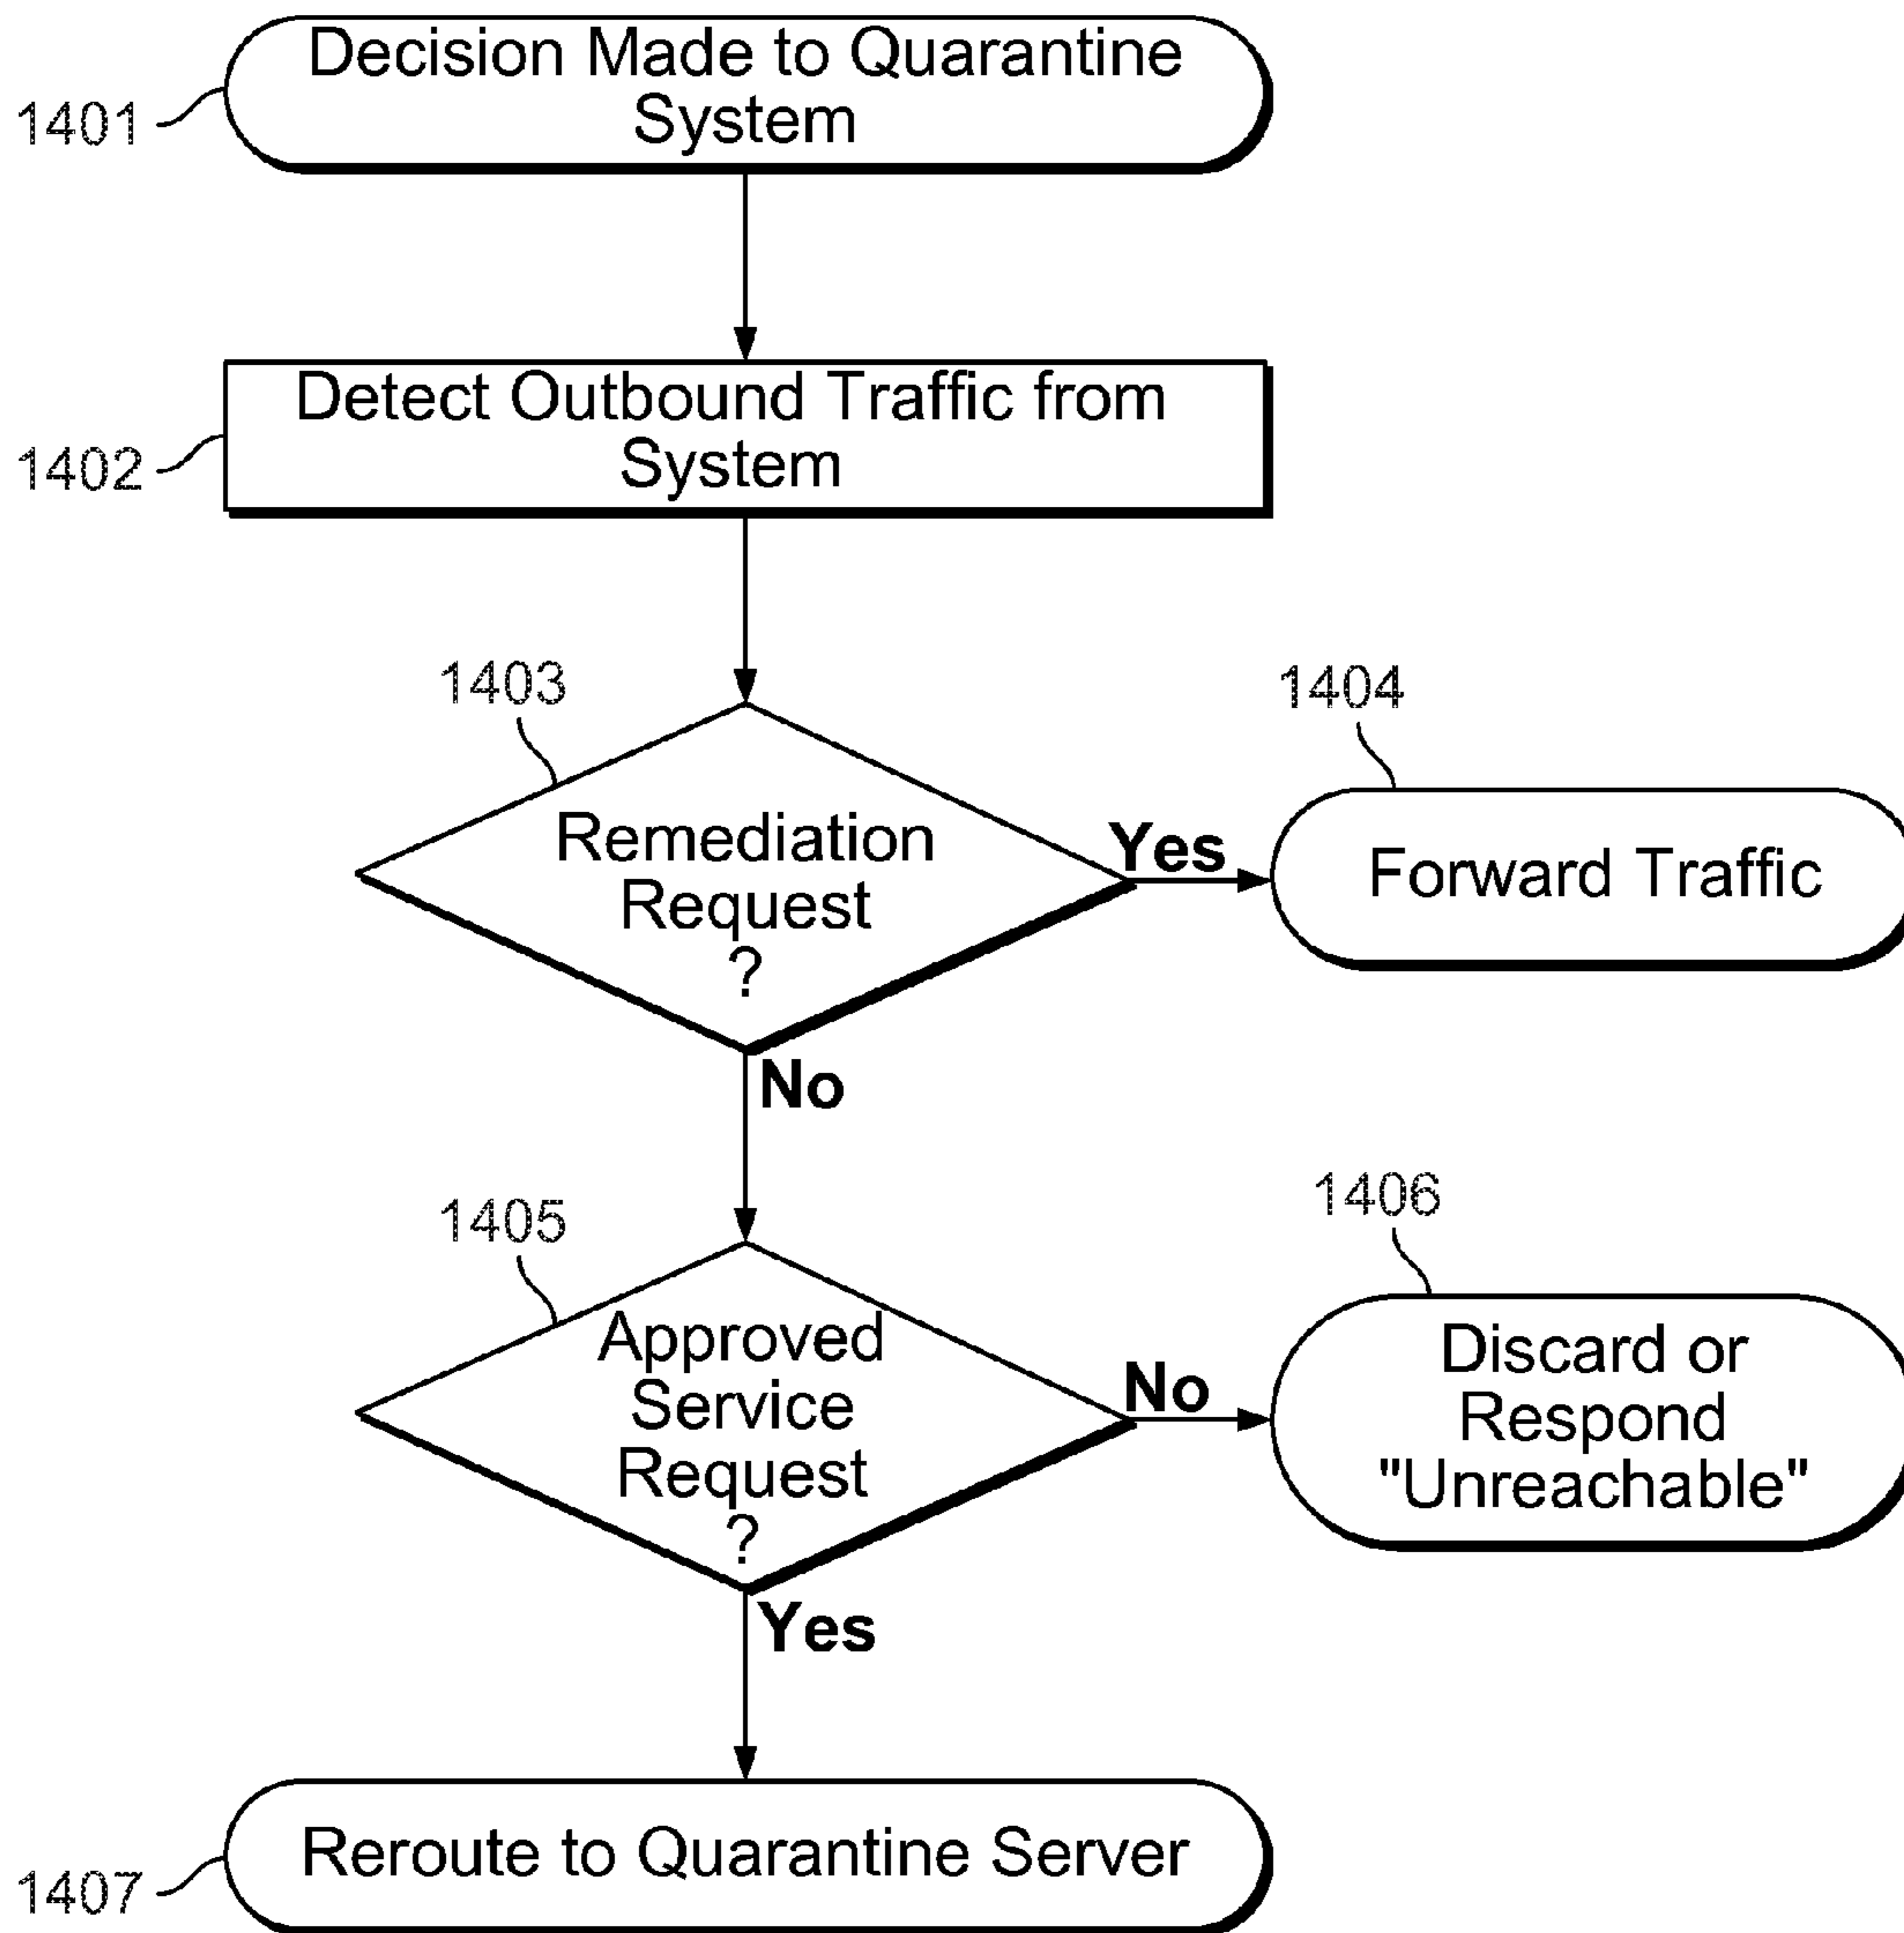 Decision Made to Quarantine
System
1401
Detect Outbound Traffic from
System
1402
1403
1404
Remediation
Request
?
Yes
Forward Traffic
No
1405
1406
Approved
Service
Request
?
No
Discard or
Respond
"Unreachable"
Yes
Reroute to Quarantine Server
1407